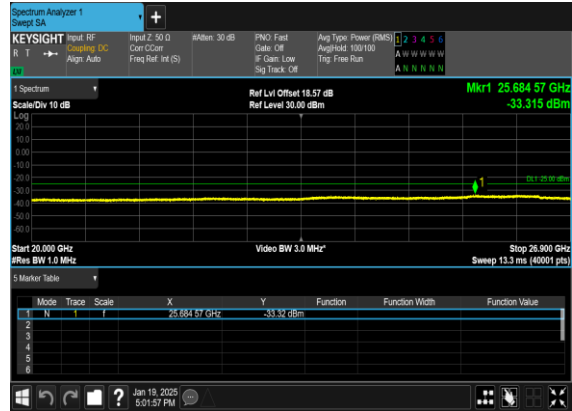 Spectrum Analyzer 1
Swept SA
+
KEYSIGHT Input: RF Input Z: 50 Ω #Atten: 30 dB PNO: Fast Avg Type: Power (RMS) 1 2 3 4 5 6
R T Coupling: DC Corr CCorr Gate: Off Avg|Hold: 100/100 A W W W W W
Align: Auto Freq Ref: Int (S) IF Gain: Low Trig: Free Run
Sig Track: Off A N N N N N
1 Spectrum Ref Lvl Offset 18.57 dB Mkr1 25.684 57 GHz
Scale/Div 10 dB Ref Level 30.00 dBm -33.315 dBm
Log
20.0
10.0
0.00
-10.0
-20.0
-30.0
-40.0
-50.0
-60.0
DL1 -25.00 dBm
1
Start 20.000 GHz Video BW 3.0 MHz* Stop 26.900 GHz
#Res BW 1.0 MHz Sweep 13.3 ms (40001 pts)
5 Marker Table
Mode Trace Scale X Y Function Function Width Function Value
1 N 1 f 25.684 57 GHz -33.32 dBm
2
3
4
5
6
? Jan 19, 2025
5:01:57 PM